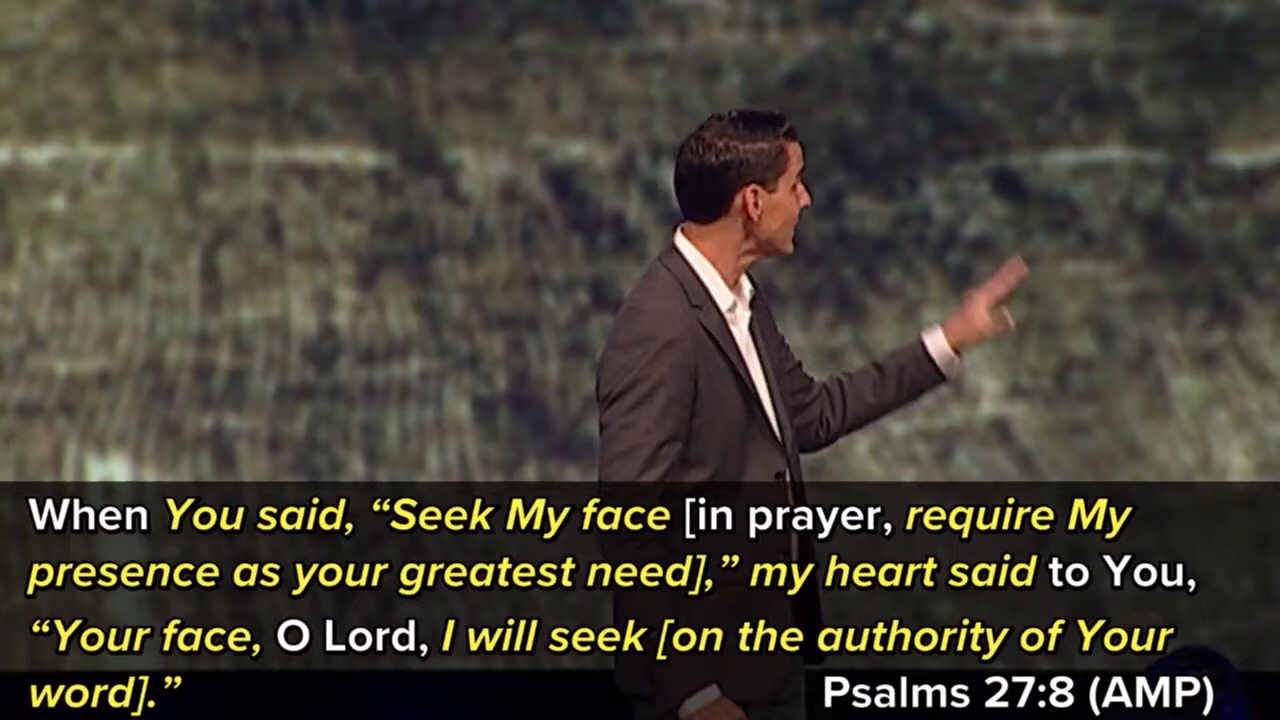 When You said, “Seek My face [in prayer, require My
presence as your greatest need],” my heart said to You,
“Your face, O Lord, I will seek [on the authority of Your
word].” Psalms 27:8 (AMP)